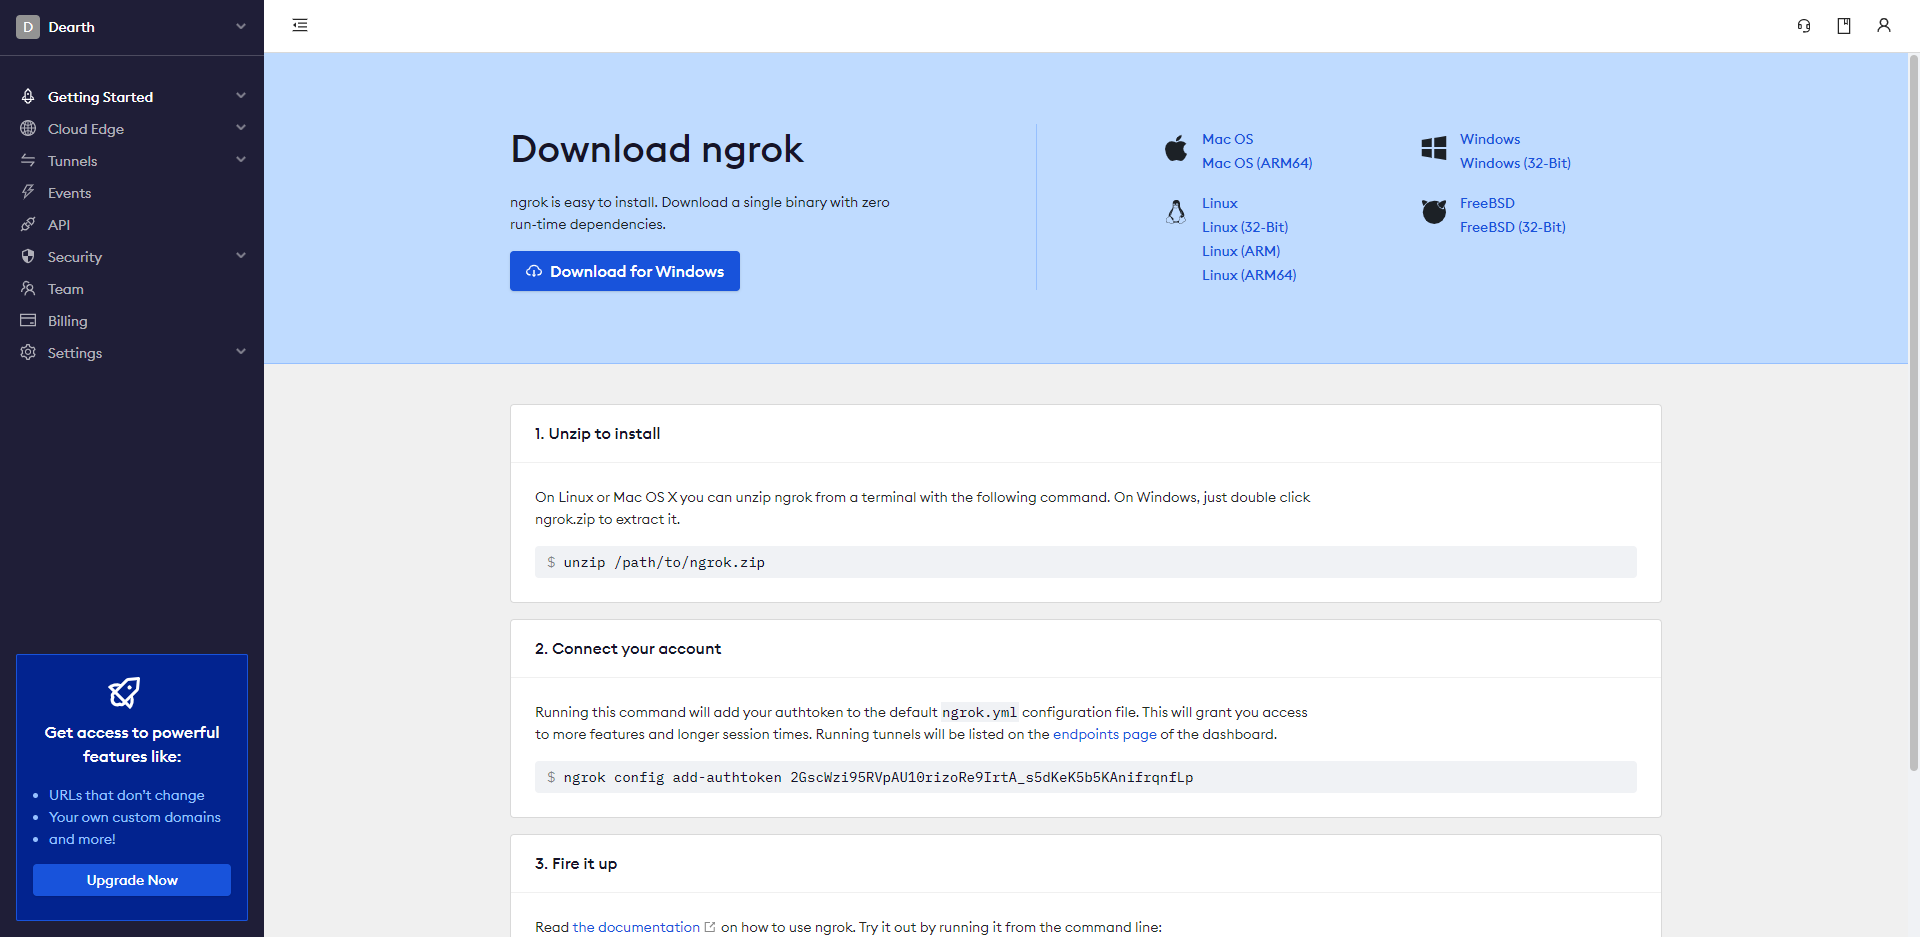 D Dearth
Getting Started
Cloud Edge
Tunnels
Events
API
Security
Team
Billing
Settings
Get access to powerful
features like:
• URLs that don't change
• Your own custom domains
• and more!
Upgrade Now
Download ngrok
ngrok is easy to install. Download a single binary with zero
run-time dependencies.
Download for Windows
Mac OS
Mac OS (ARM64)
Linux
Linux (32-Bit)
Linux (ARM)
Linux (ARM64)
Windows
Windows (32-Bit)
FreeBSD
FreeBSD (32-Bit)
1. Unzip to install
On Linux or Mac OS X you can unzip ngrok from a terminal with the following command. On Windows, just double click
ngrok.zip to extract it.
$ unzip /path/to/ngrok.zip
2. Connect your account
Running this command will add your authtoken to the default ngrok.yml configuration file. This will grant you access
to more features and longer session times. Running tunnels will be listed on the endpoints page of the dashboard.
$ ngrok config add-authtoken 2GscWzi95RVpAU10rizoRe9IrtA_s5dKeK5b5KAnifrqnfLp
3. Fire it up
Read the documentation on how to use ngrok. Try it out by running it from the command line: